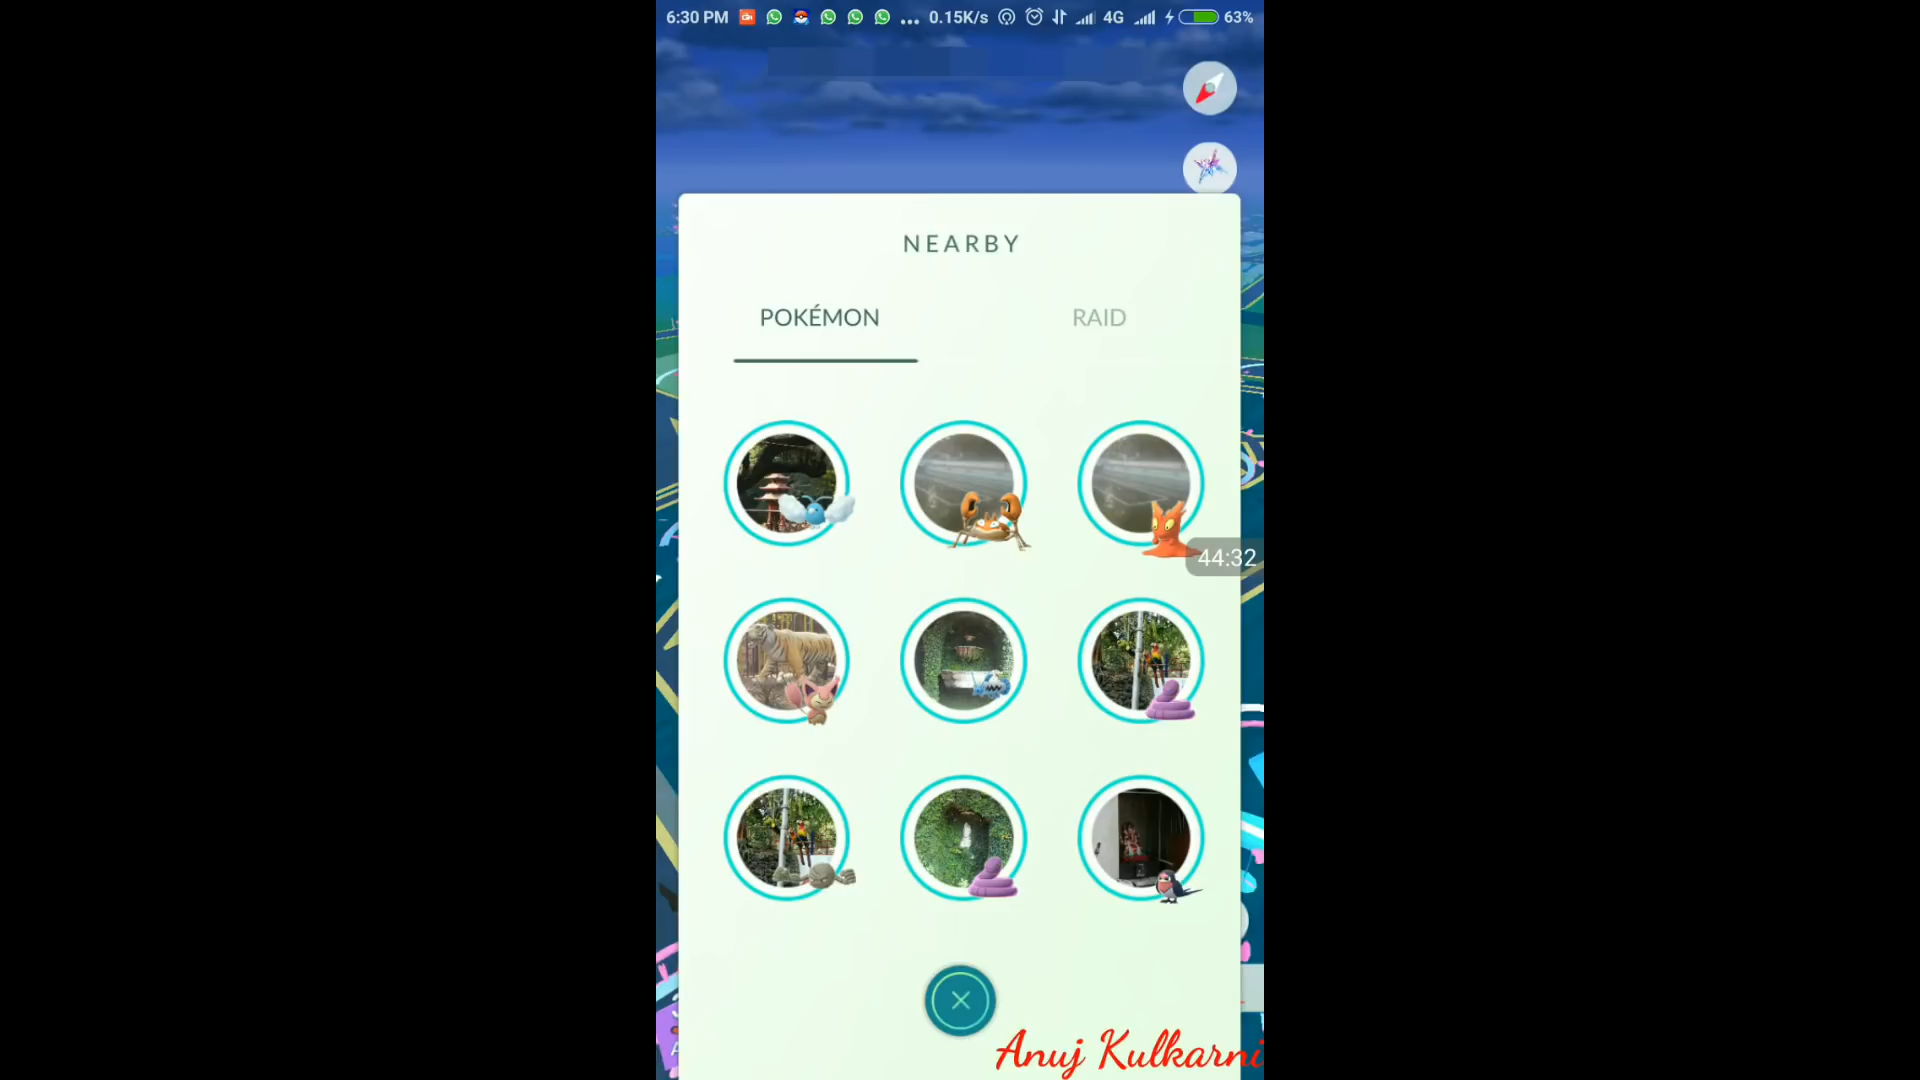 6:30 PM ... 0.15K/s 4G 63%
NEARBY
POKÉMON RAID
44:32
Anuj Kulkarni